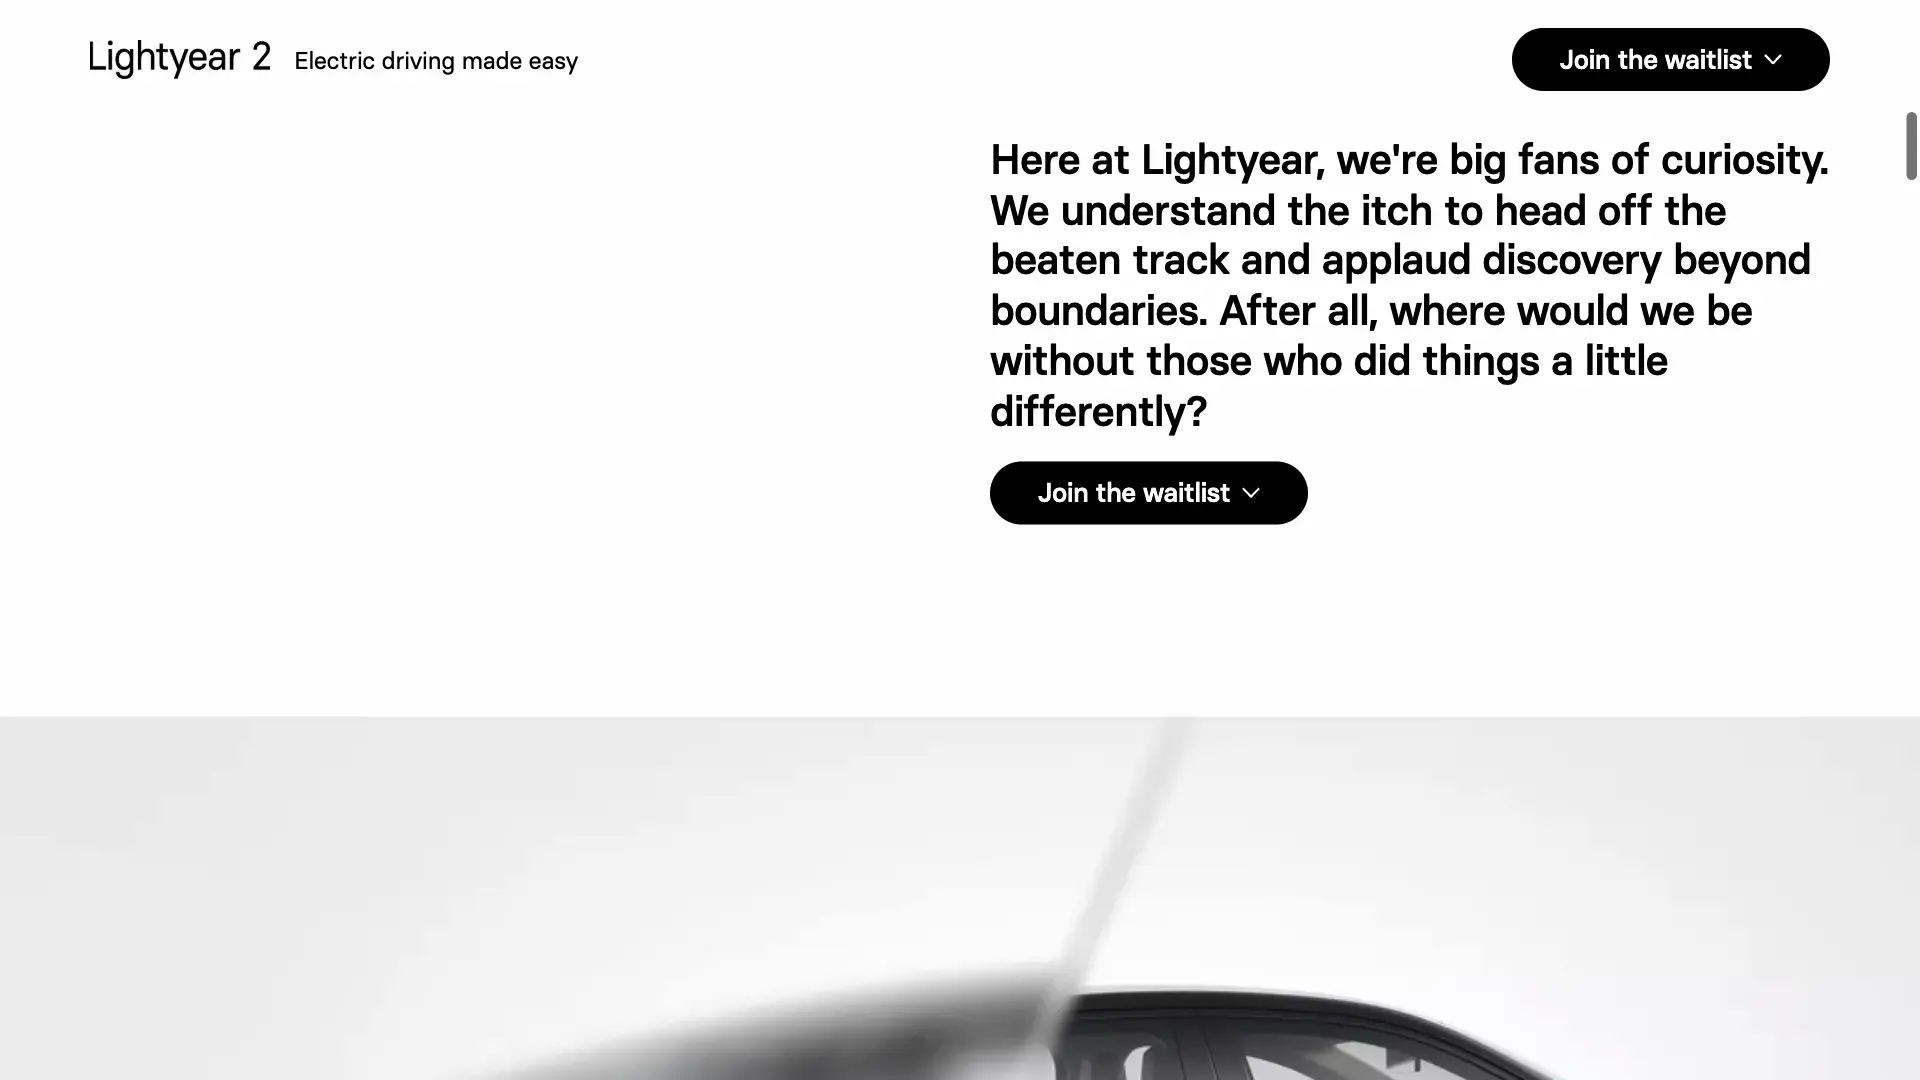 Lightyear 2 Electric driving made easy
Join the waitlist
Here at Lightyear, we're big fans of curiosity.
We understand the itch to head off the
beaten track and applaud discovery beyond
boundaries. After all, where would we be
without those who did things a little
differently?
Join the waitlist